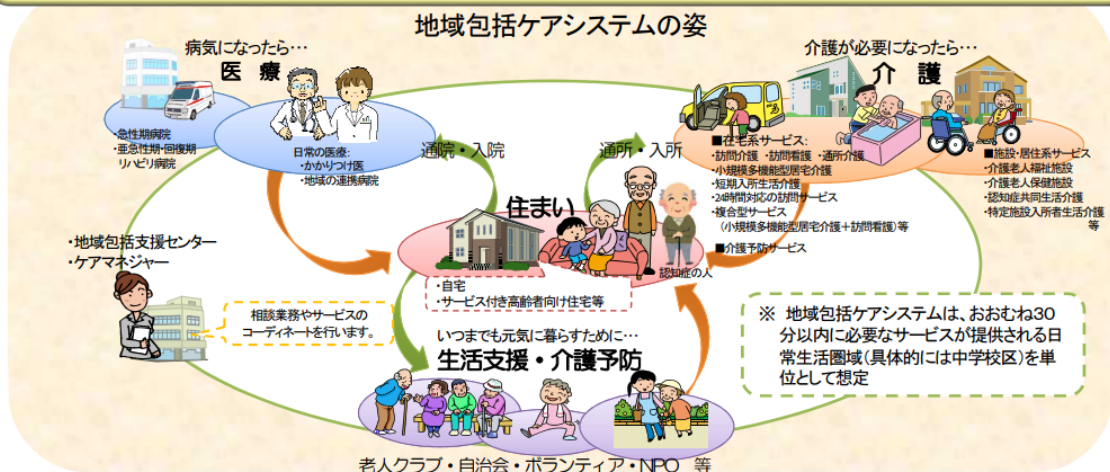 地域包括ケアシステムの姿
病気になったら･･･
医 療
介護が必要になったら･･･
介 護
・急性期病院
・亜急性期・回復期
リハビリ病院
日常の医療:
・かかりつけ医
・地域の連携病院
通院・入院
通所・入所
■在宅系サービス:
・訪問介護 ・訪問看護 ・通所介護
・小規模多機能型居宅介護
・短期入所生活介護
・24時間対応の訪問サービス
・複合型サービス
（小規模多機能型居宅介護＋訪問看護）等
■介護予防サービス
■施設・居住系サービス
・介護老人福祉施設
・介護老人保健施設
・認知症共同生活介護
・特定施設入所者生活介護
等
住まい
認知症の人
・自宅
・サービス付き高齢者向け住宅等
・地域包括支援センター
・ケアマネジャー
相談業務やサービスの
コーディネートを行います。
いつまでも元気に暮らすために･･･
生活支援・介護予防
老人クラブ・自治会・ボランティア・NPO 等
※ 地域包括ケアシステムは、おおむね30
分以内に必要なサービスが提供される日
常生活圏域（具体的には中学校区）を単
位として想定